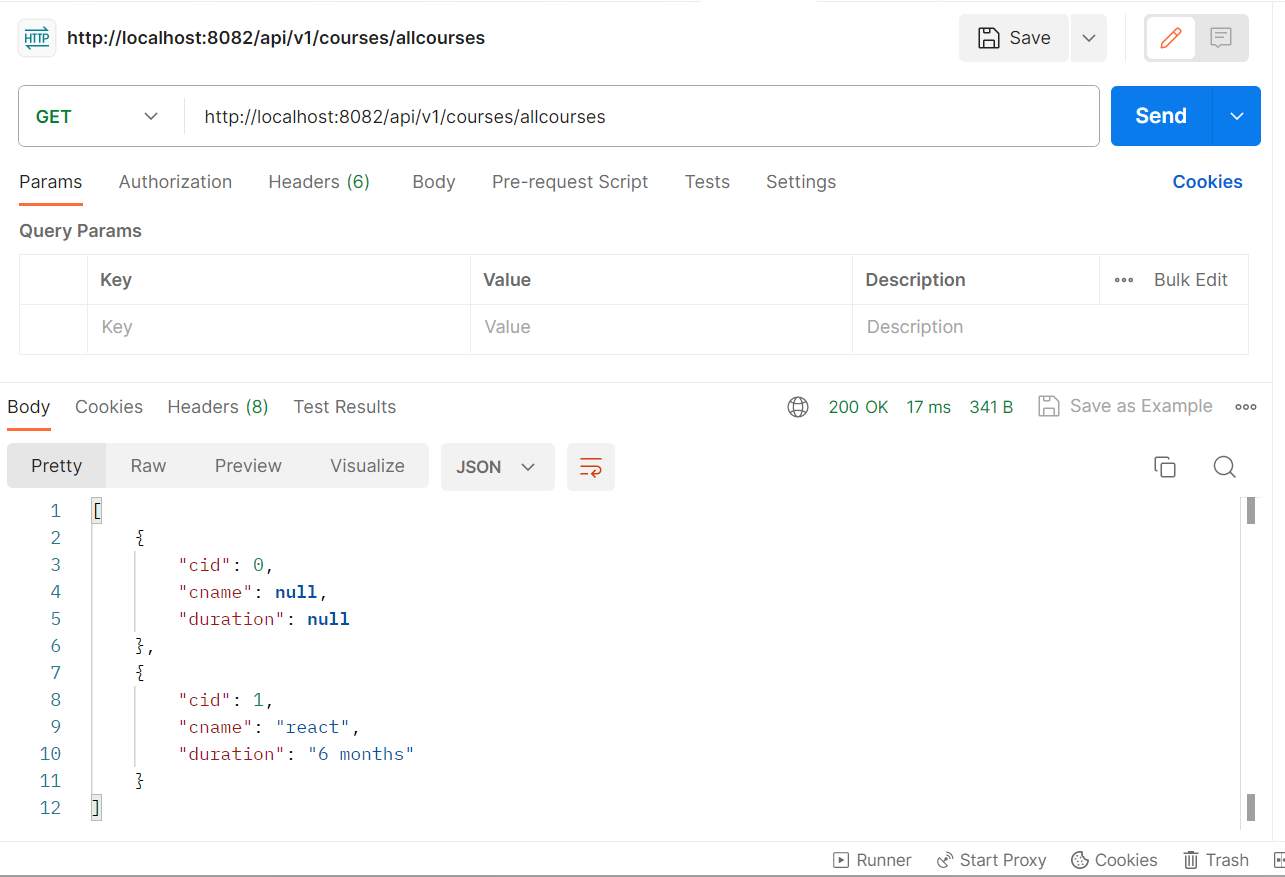 HTTP http://localhost:8082/api/v1/courses/allcourses Save
GET http://localhost:8082/api/v1/courses/allcourses Send
Params Authorization Headers (6) Body Pre-request Script Tests Settings Cookies
Query Params
Key Value Description Bulk Edit
Key Value Description
Body Cookies Headers (8) Test Results 200 OK 17 ms 341 B Save as Example
Pretty Raw Preview Visualize JSON
1 [
2 {
3 "cid": 0,
4 "cname": null,
5 "duration": null
6 },
7 {
8 "cid": 1,
9 "cname": "react",
10 "duration": "6 months"
11 }
12 ]
Runner Start Proxy Cookies Trash